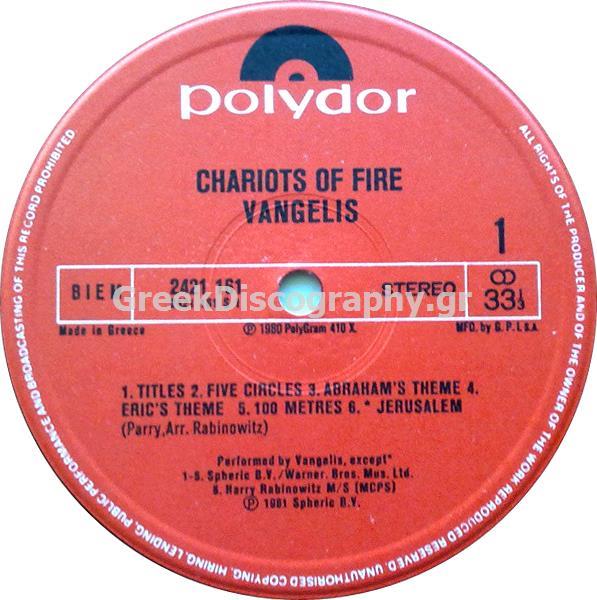 polydor
CHARIOTS OF FIRE
VANGELIS
1
BIEM
2421 161
STEREO
33 1/3
GreekDiscography.gr
Made in Greece
Ⓟ 1980 PolyGram 410 X.
MFD. by G. P. I. s.A.
1. TITLES 2. FIVE CIRCLES 3. ABRAHAM'S THEME 4.
ERIC'S THEME 5. 100 METRES 6. * JERUSALEM
(Parry, Arr. Rabinowitz)
Performed by Vangelis, except*
1-5. Spheric B.V./Warner. Bros. Mus. Ltd.
6. Harry Rabinowitz M/S (MCPS)
Ⓟ 1981 Spheric B.V.
ALL RIGHTS OF THE PRODUCER AND OF THE OWNER OF THE WORK REPRODUCED RESERVED. UNAUTHORISED COPYING, HIRING, LENDING, PUBLIC PERFORMANCE AND BROADCASTING OF THIS RECORD PROHIBITED